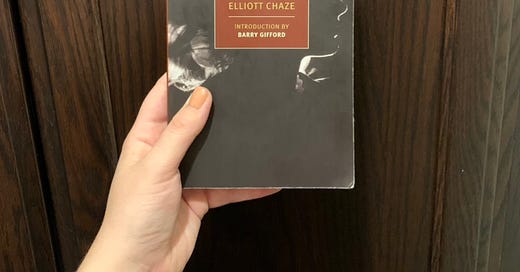 ELLIOTT CHAZE
INTRODUCTION BY
BARRY GIFFORD